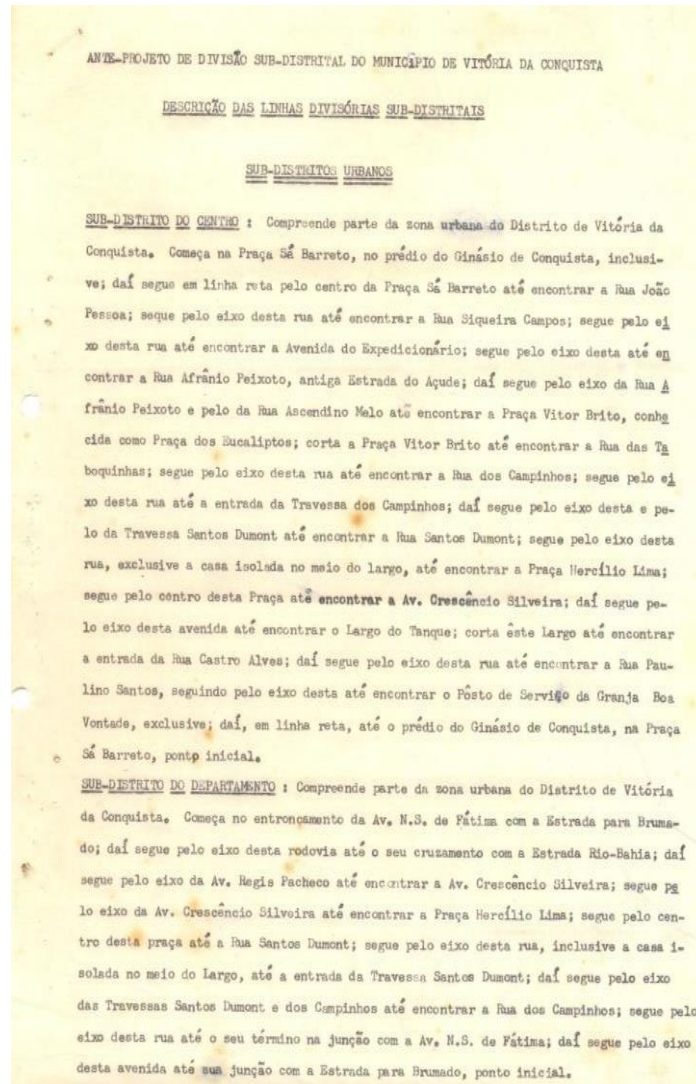 ANTE-PROJETO DE DIVISÃO SUB-DISTRITAL DO MUNICÍPIO DE VITÓRIA DA CONQUISTA
DESCRIÇÃO DAS LINHAS DIVISÓRIAS SUB-DISTRITAIS
SUB-DISTRITOS URBANOS
SUB-DISTRITO DO CENTRO : Compreende parte da zona urbana do Distrito de Vitória da
Conquista. Começa na Praça Sá Barreto, no prédio do Ginásio de Conquista, inclusi-
ve; daí segue em linha reta pelo centro da Praça Sá Barreto até encontrar a Rua João
Pessoa; seque pelo eixo desta rua até encontrar a Rua Siqueira Campos; segue pelo ei
xo desta rua até encontrar a Avenida do Expedicionário; segue pelo eixo desta até en
contrar a Rua Afrânio Peixoto, antiga Estrada do Açude; daí segue pelo eixo da Rua A
frânio Peixoto e pelo da Rua Ascendino Melo até encontrar a Praça Vitor Brito, conhe
cida como Praça dos Eucaliptos; corta a Praça Vitor Brito até encontrar a Rua das Ta
boquinhas; segue pelo eixo desta rua até encontrar a Rua dos Campinhos; segue pelo ei
xo desta rua até a entrada da Travessa dos Campinhos; daí segue pelo eixo desta e pe-
lo da Travessa Santos Dumont até encontrar a Rua Santos Dumont; segue pelo eixo desta
rua, exclusive a casa isolada no meio do largo, até encontrar a Praça Hercílio Lima;
segue pelo centro desta Praça até encontrar a Av. Crescêncio Silveira; daí segue pe-
lo eixo desta avenida até encontrar o Largo do Tanque; corta êste Largo até encontrar
a entrada da Rua Castro Alves; daí segue pelo eixo desta rua até encontrar a Rua Pau-
lino Santos, seguindo pelo eixo desta até encontrar o Pôsto de Serviço da Granja Boa
Vontade, exclusive; daí, em linha reta, até o prédio do Ginásio de Conquista, na Praça
Sá Barreto, ponto inicial.
SUB-DISTRITO DO DEPARTAMENTO : Compreende parte da zona urbana do Distrito de Vitória
da Conquista. Começa no entroncamento da Av. N.S. de Fátima com a Estrada para Bruma-
do; daí segue pelo eixo desta rodovia até o seu cruzamento com a Estrada Rio-Bahia; daí
segue pelo eixo da Av. Regis Pacheco até encontrar a Av. Crescêncio Silveira; segue pe
lo eixo da Av. Crescêncio Silveira até encontrar a Praça Hercílio Lima; segue pelo cen-
tro desta praça até a Rua Santos Dumont; segue pelo eixo desta rua, inclusive a casa i-
solada no meio do Largo, até a entrada da Travessa Santos Dumont; daí segue pelo eixo
das Travessas Santos Dumont e dos Campinhos até encontrar a Rua dos Campinhos; segue pelo
eixo desta rua até o seu término na junção com a Av. N.S. de Fátima; daí segue pelo eixo
desta avenida até sua junção com a Estrada para Brumado, ponto inicial.